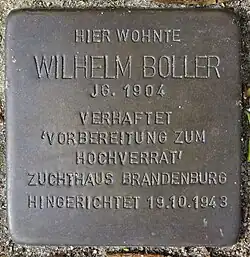 HIER WOHNTE
WILHELM BOLLER
JG. 1904
VERHAFTET
'VORBEREITUNG ZUM
HOCHVERRAT'
ZUCHTHAUS BRANDENBURG
HINGERICHTET 19.10.1943